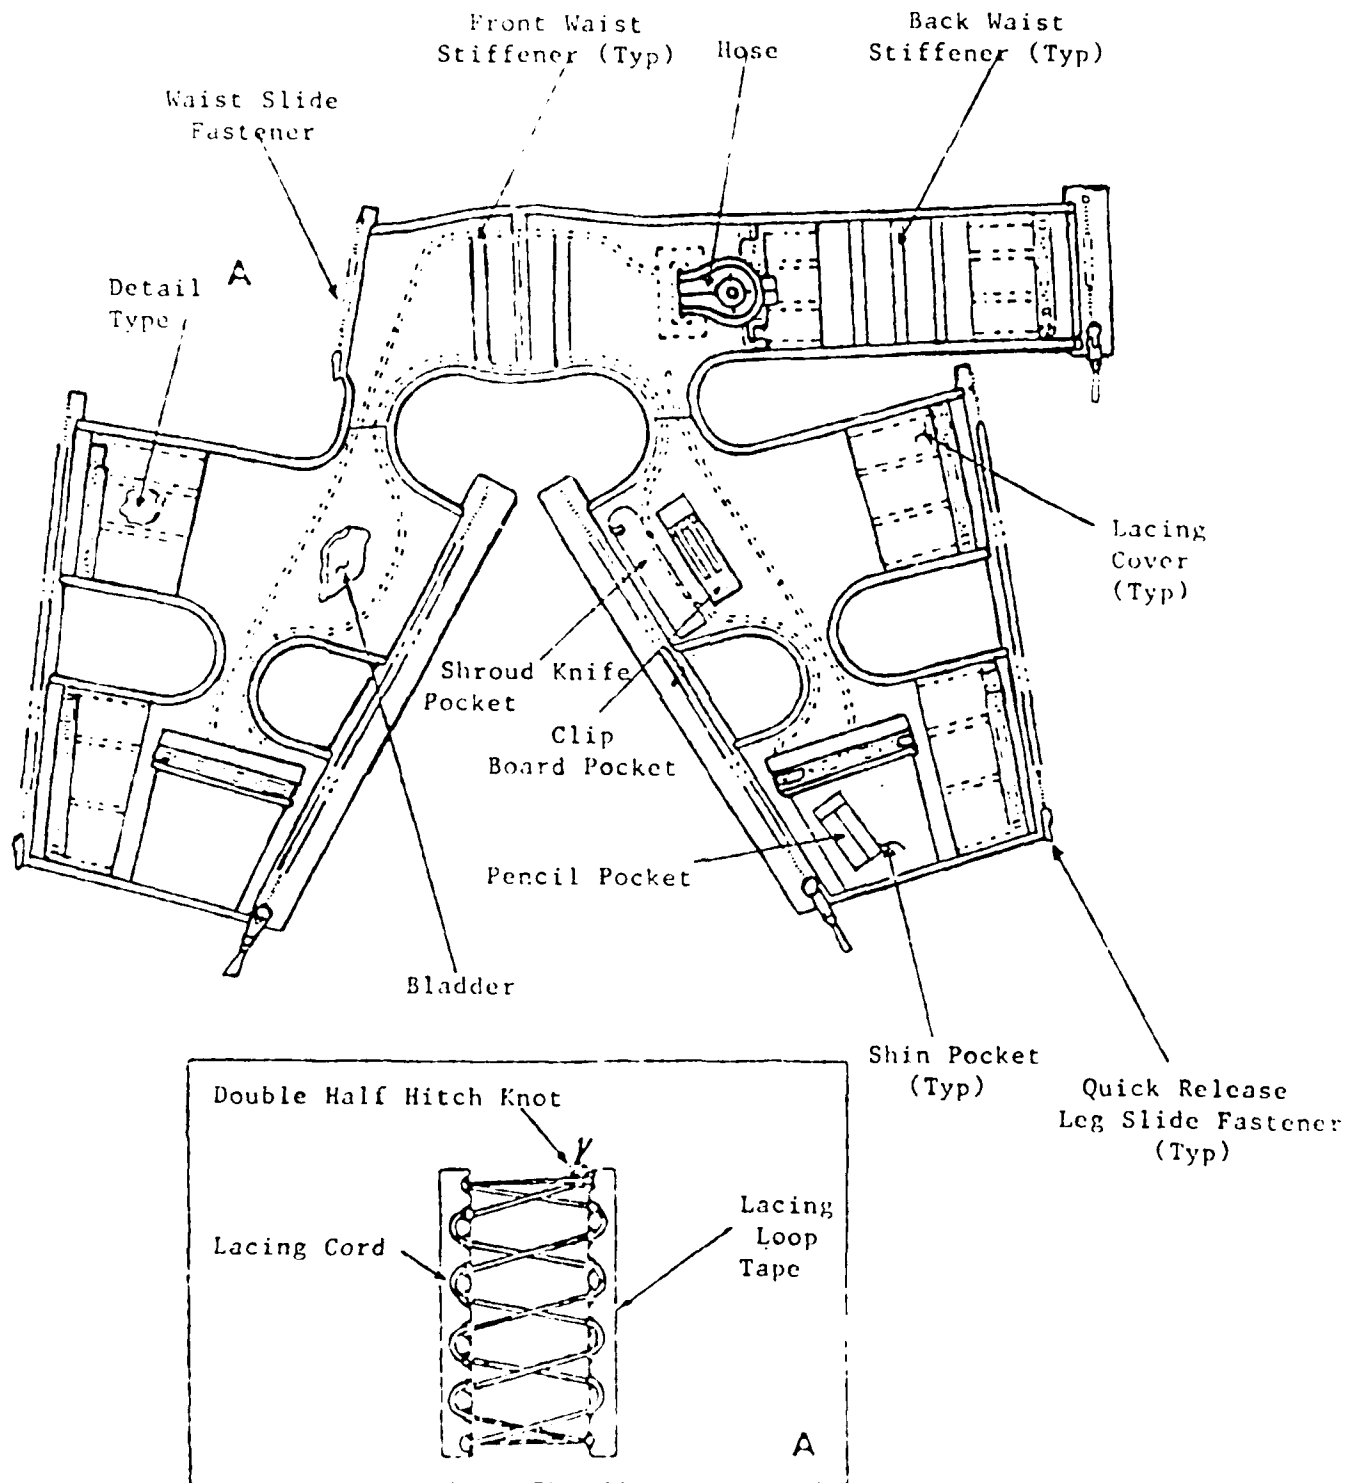 Front Waist
Stiffener (Typ)
Hose
Back Waist
Stiffener (Typ)
Waist Slide
Fastener
A
Detail
Type
Lacing
Cover
(Typ)
Shroud Knife
Pocket
Clip
Board Pocket
Pencil Pocket
Bladder
Shin Pocket
(Typ)
Quick Release
Leg Slide Fastener
(Typ)
Double Half Hitch Knot
Lacing Cord
Lacing
Loop
Tape
A